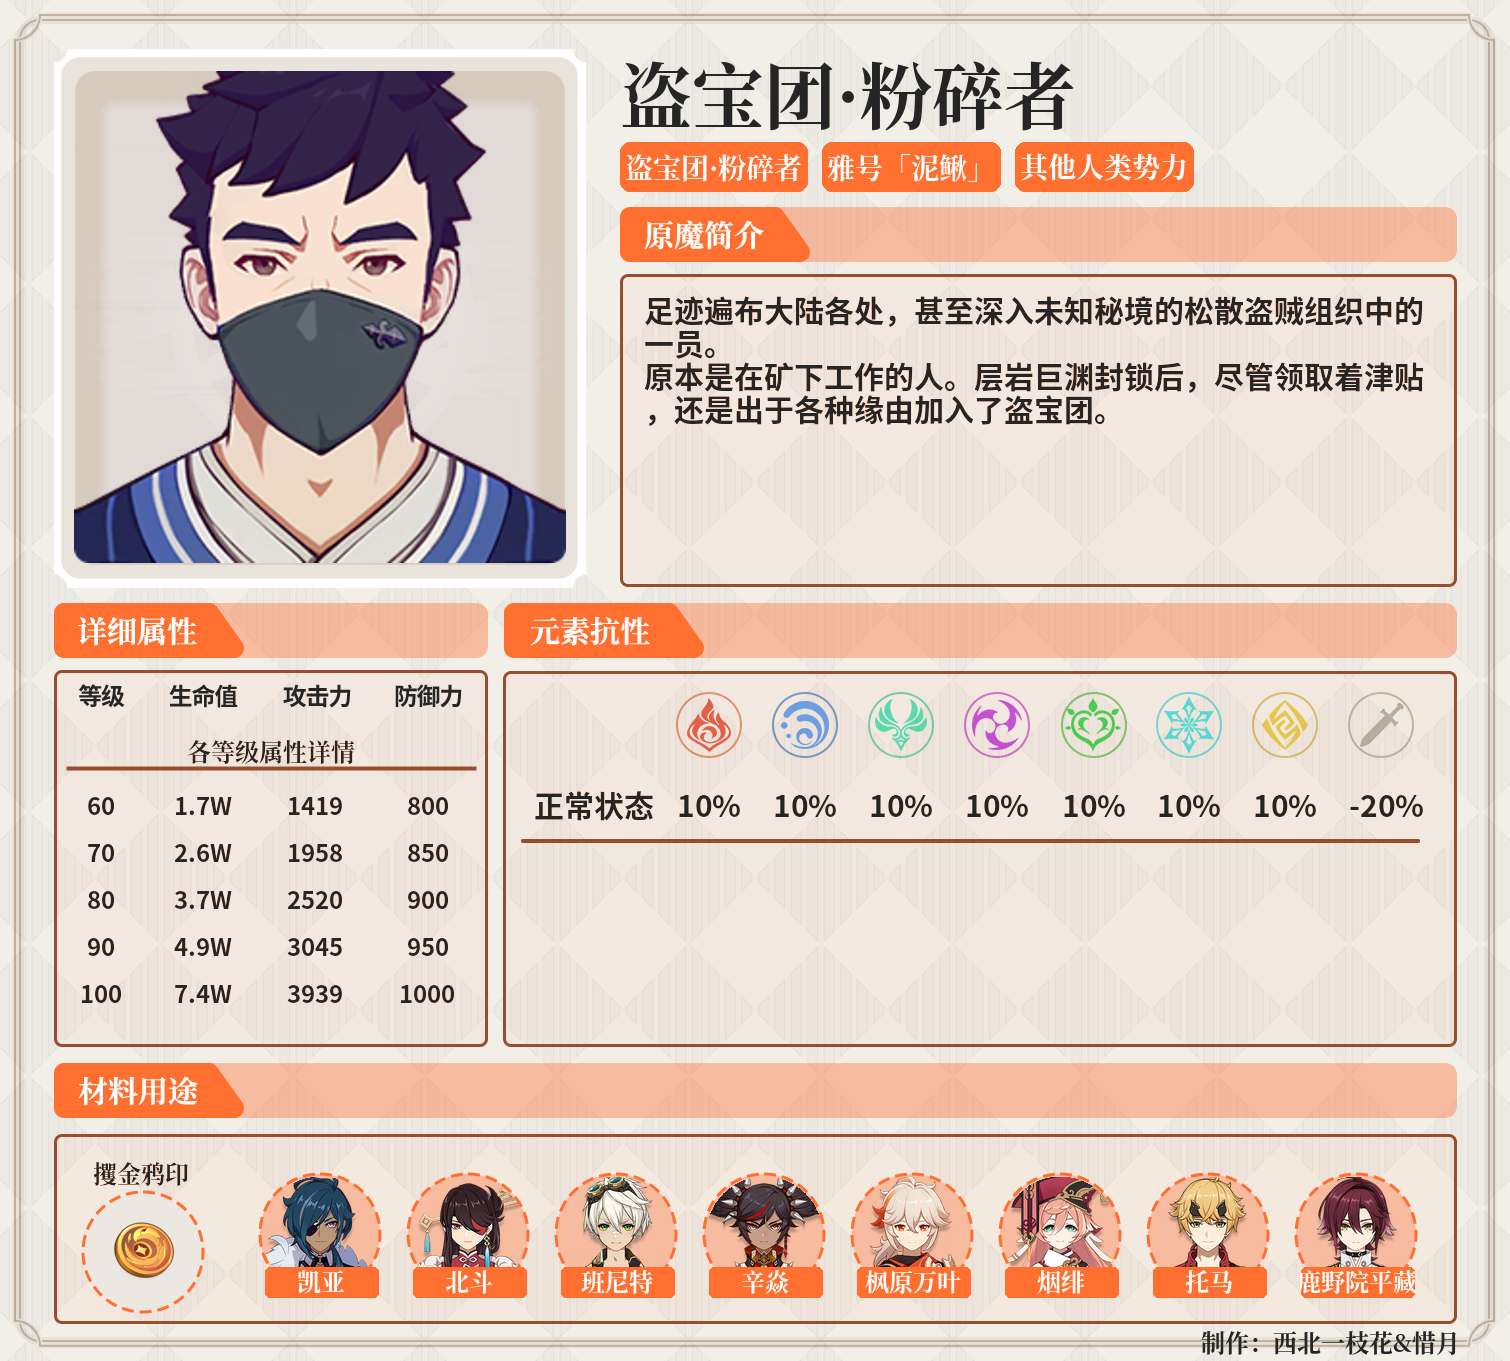 盗宝团·粉碎者
盗宝团·粉碎者 雅号「泥鳅」 其他人类势力
原魔简介
足迹遍布大陆各处，甚至深入未知秘境的松散盗贼组织中的
一员。
原本是在矿下工作的人。层岩巨渊封锁后，尽管领取着津贴
，还是出于各种缘由加入了盗宝团。
详细属性
等级 生命值 攻击力 防御力
各等级属性详情
60 1.7W 1419 800
70 2.6W 1958 850
80 3.7W 2520 900
90 4.9W 3045 950
100 7.4W 3939 1000
元素抗性
正常状态 10% 10% 10% 10% 10% 10% 10% -20%
材料用途
攫金鸦印
凯亚 北斗 班尼特 辛焱 枫原万叶 烟绯 托马 鹿野院平藏
制作：西北一枝花&惜月